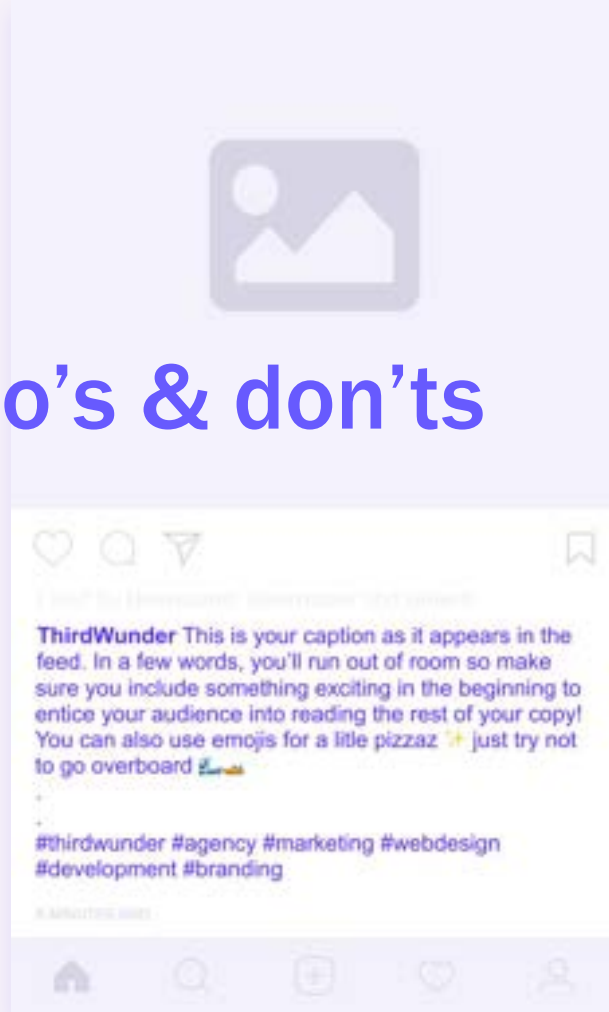 o’s & don’ts
ThirdWunder This is your caption as it appears in the
feed. In a few words, you’ll run out of room so make
sure you include something exciting in the beginning to
entice your audience into reading the rest of your copy!
You can also use emojis for a litle pizzaz ✨ just try not
to go overboard 🌊🚤
.
.
#thirdwunder #agency #marketing #webdesign
#development #branding